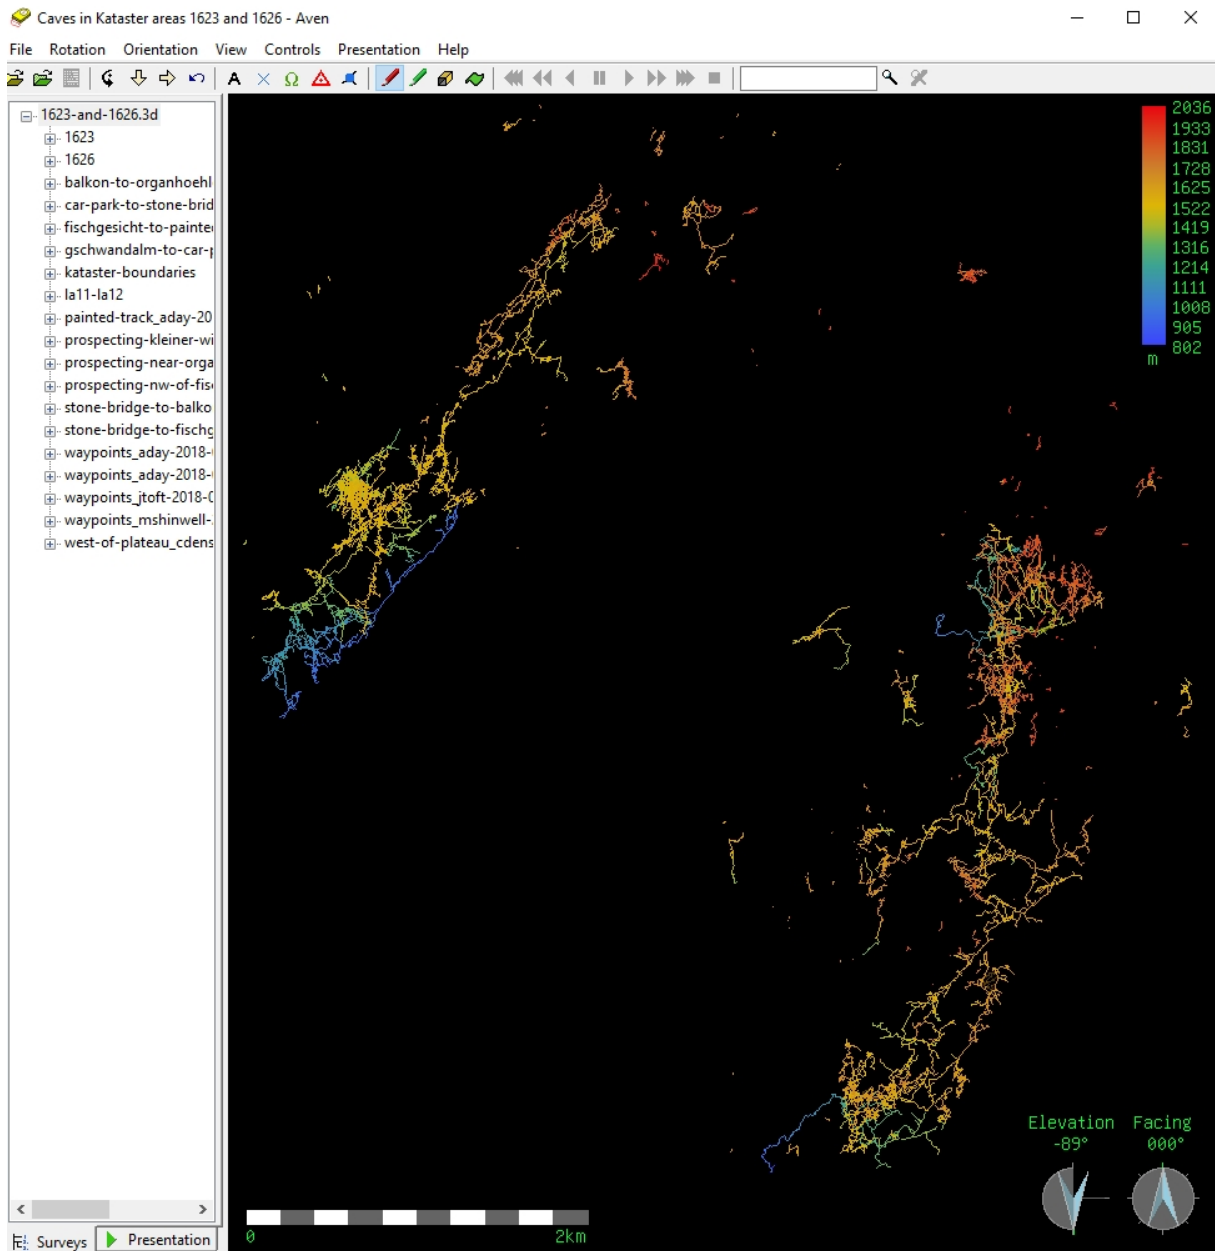 Caves in Kataster areas 1623 and 1626 - Aven
File Rotation Orientation View Controls Presentation Help
1623-and-1626.3d
1623
1626
balkon-to-organhoehl
car-park-to-stone-brid
fischgesicht-to-painte
gschwandalm-to-car-p
kataster-boundaries
la11-la12
painted-track_aday-20
prospecting-kleiner-wi
prospecting-near-orga
prospecting-nw-of-fis
stone-bridge-to-balko
stone-bridge-to-fischg
waypoints_aday-2018-
waypoints_aday-2018-
waypoints_jtoft-2018-0
waypoints_mshinwell-
west-of-plateau_cdens
2036
1933
1831
1728
1625
1522
1419
1316
1214
1111
1008
905
802
m
Elevation Facing
-89° 000°
0 2km
Surveys Presentation